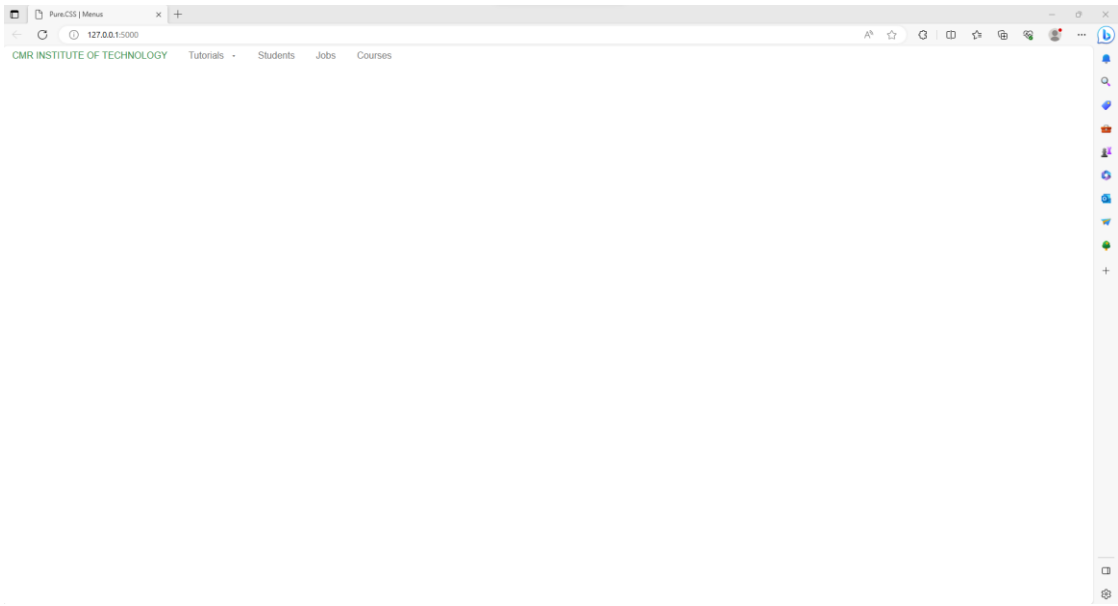 Pure.CSS | Menus
127.0.0.1:5000
CMR INSTITUTE OF TECHNOLOGY Tutorials - Students Jobs Courses